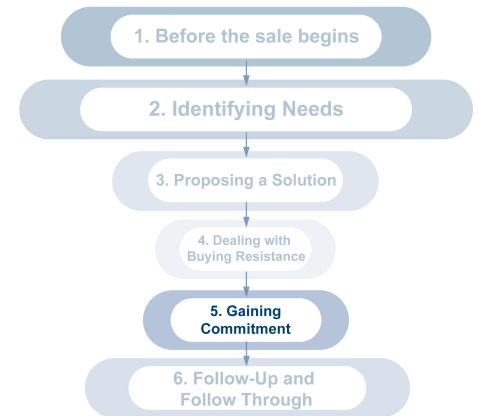 1. Before the sale begins
2. Identifying Needs
3. Proposing a Solution
4. Dealing with
Buying Resistance
5. Gaining
Commitment
6. Follow-Up and
Follow Through